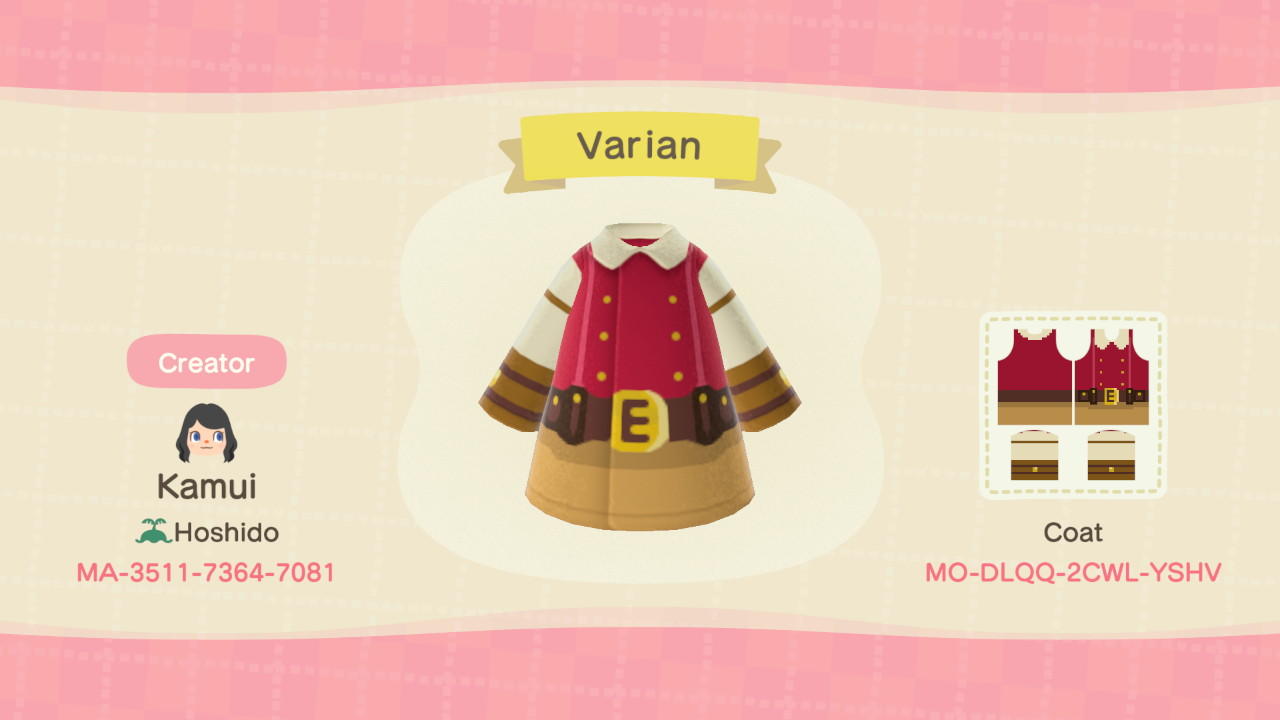 Varian
E
Creator
Kamui
Hoshido
MA-3511-7364-7081
Coat
MO-DLQQ-2CWL-YSHV